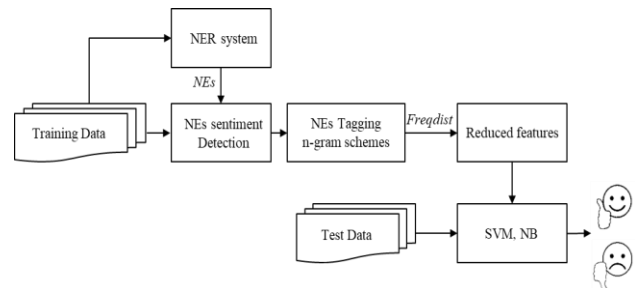 NER system
NEs
Training Data
NEs sentiment
Detection
NEs Tagging
n-gram schemes
Freqdist
Reduced features
Test Data
SVM, NB